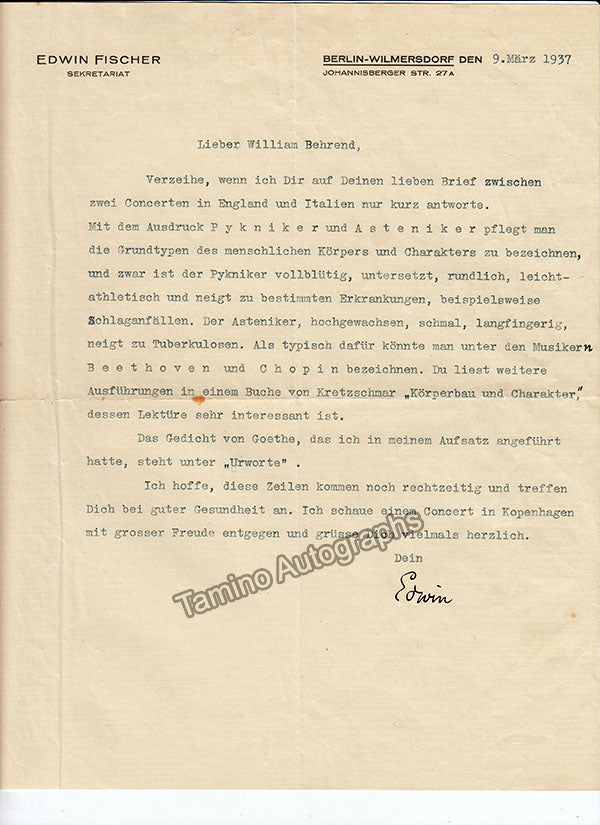 EDWIN FISCHER
SEKRETARIAT
BERLIN-WILMERSDORF DEN 9.März 1937
JOHANNISBERGER STR. 27A
Lieber William Behrend,
Verzeihe, wenn ich Dir auf Deinen lieben Brief zwischen
zwei Concerten in England und Italien nur kurz antworte.
Mit dem Ausdruck P y k n i k e r und A s t e n i k e r pflegt man
die Grundtypen des menschlichen Körpers und Charakters zu bezeichnen,
und zwar ist der Pykniker vollblütig, untersetzt, rundlich, leicht-
athletisch und neigt zu bestimmten Erkrankungen, beispielsweise
Schlaganfällen. Der Asteniker, hochgewachsen, schmal, langfingerig,
neigt zu Tuberkulosen. Als typisch dafür könnte man unter den Musikern
B e e t h o v e n und C h o p i n bezeichnen. Du liest weitere
Ausführungen in einem Buche von Kretzschmar „Körperbau und Charakter,"
dessen Lektüre sehr interessant ist.
Das Gedicht von Goethe, das ich in meinem Aufsatz angeführt
hatte, steht unter „Urworte" .
Ich hoffe, diese Zeilen kommen noch rechtzeitig und treffen
Dich bei guter Gesundheit an. Ich schaue einem Concert in Kopenhagen
mit grosser Freude entgegen und grüsse Dich vielmals herzlich.
Dein
Edwin
Tamino Autographs